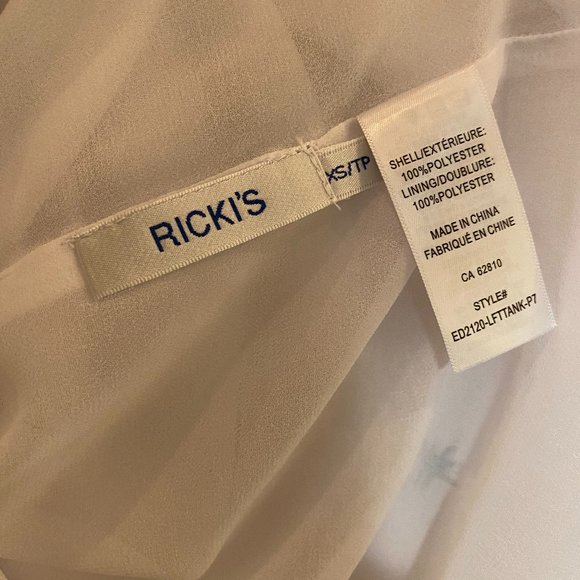 RICKI'S
XS/TP
SHELL/EXTÉRIEURE:
100%POLYESTER
LINING/DOUBLURE:
100%POLYESTER
MADE IN CHINA
FABRIQUÉ EN CHINE
CA 62810
STYLE#
ED2120-LFTTANK-P7